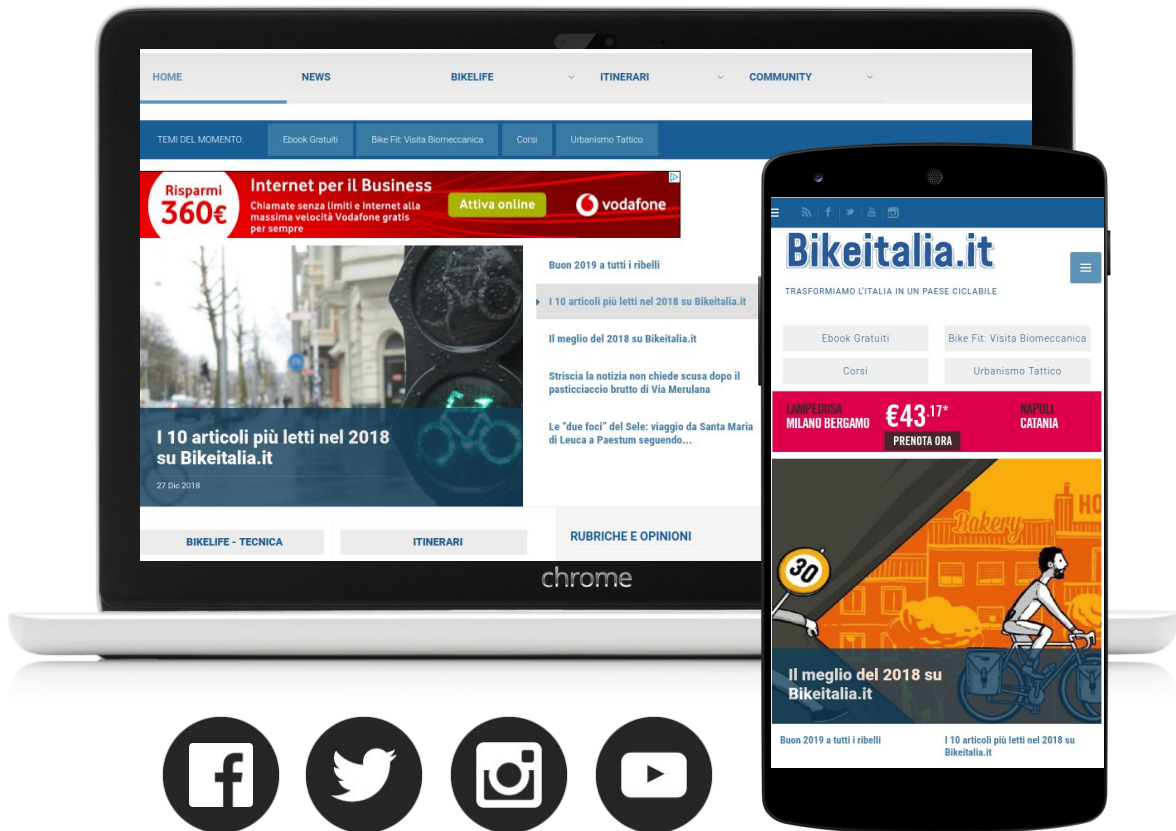 HOME NEWS BIKELIFE ITINERARI COMMUNITY
TEMI DEL MOMENTO: Ebook Gratuiti Bike Fit: Visita Biomeccanica Corsi Urbanismo Tattico
Risparmi
360€
Internet per il Business
Chiamate senza limiti e Internet alla
massima velocità Vodafone gratis
per sempre
Attiva online
vodafone
I 10 articoli più letti nel 2018
su Bikeitalia.it
27 Dic 2018
Buon 2019 a tutti i ribelli
I 10 articoli più letti nel 2018 su Bikeitalia.it
Il meglio del 2018 su Bikeitalia.it
Striscia la notizia non chiede scusa dopo il
pasticciaccio brutto di Via Merulana
Le "due foci" del Sele: viaggio da Santa Maria
di Leuca a Paestum seguendo...
BIKELIFE - TECNICA ITINERARI RUBRICHE E OPINIONI
chrome
Bikeitalia.it
TRASFORMIAMO L'ITALIA IN UN PAESE CICLABILE
Ebook Gratuiti Bike Fit: Visita Biomeccanica
Corsi Urbanismo Tattico
LAMPEDUSA
MILANO BERGAMO
€43.17*
PRENOTA ORA
NAPOLI
CATANIA
Bakery
HO
30
Il meglio del 2018 su
Bikeitalia.it
Buon 2019 a tutti i ribelli
I 10 articoli più letti nel 2018 su
Bikeitalia.it